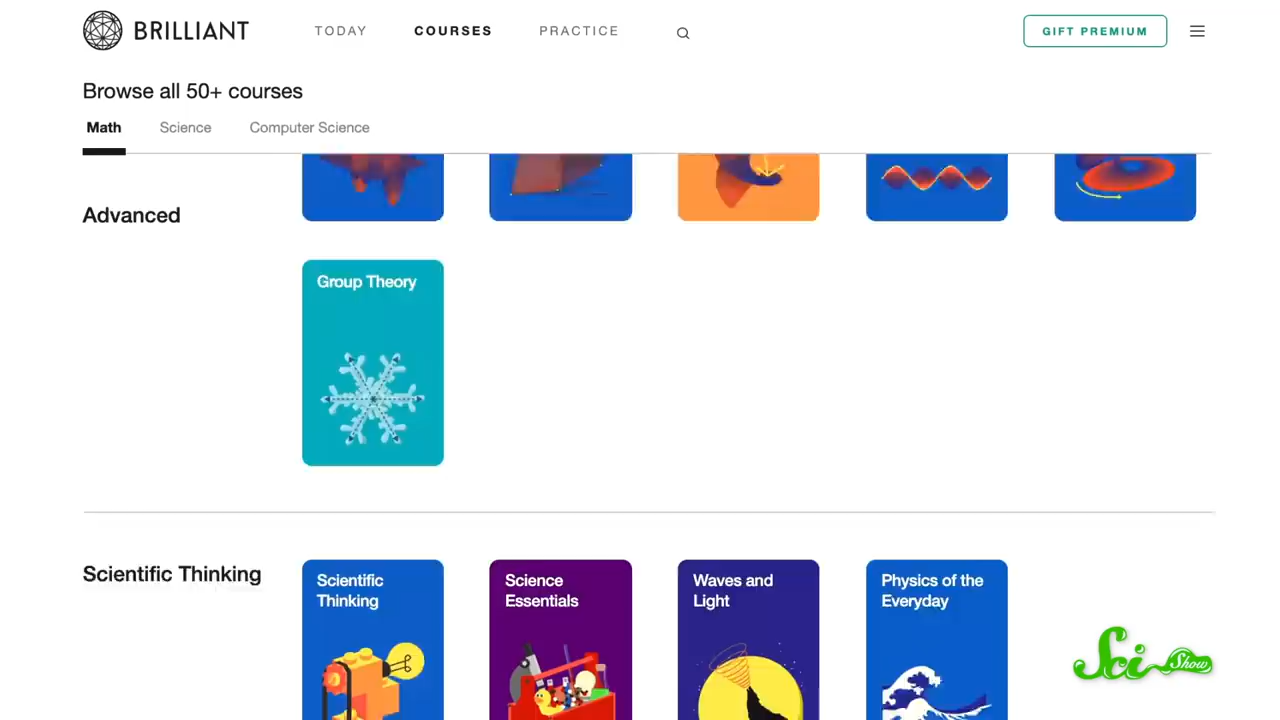 BRILLIANT
TODAY
COURSES
PRACTICE
GIFT PREMIUM
Browse all 50+ courses
Math
Science
Computer Science
Advanced
Group Theory
Scientific Thinking
Scientific
Thinking
Science
Essentials
Waves and
Light
Physics of the
Everyday
Sci Show